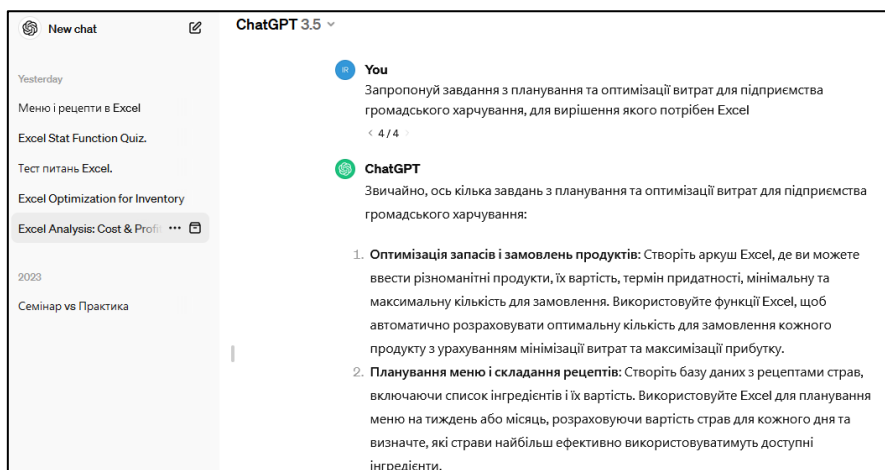 New chat
Yesterday
Меню і рецепти в Excel
Excel Stat Function Quiz.
Тест питань Excel.
Excel Optimization for Inventory
Excel Analysis: Cost & Profi
2023
Семінар vs Практика
ChatGPT 3.5
IR
You
Запропонуй завдання з планування та оптимізації витрат для підприємства
громадського харчування, для вирішення якого потрібен Excel
< 4 / 4 >
ChatGPT
Звичайно, ось кілька завдань з планування та оптимізації витрат для підприємства
громадського харчування:
1. Оптимізація запасів і замовлень продуктів: Створіть аркуш Excel, де ви можете
ввести різноманітні продукти, їх вартість, термін придатності, мінімальну та
максимальну кількість для замовлення. Використовуйте функції Excel, щоб
автоматично розраховувати оптимальну кількість для замовлення кожного
продукту з урахуванням мінімізації витрат та максимізації прибутку.
2. Планування меню і складання рецептів: Створіть базу даних з рецептами страв,
включаючи список інгредієнтів і їх вартість. Використовуйте Excel для планування
меню на тиждень або місяць, розраховуючи вартість страв для кожного дня та
визначте, які страви найбільш ефективно використовуватимуть доступні
інгредієнти.